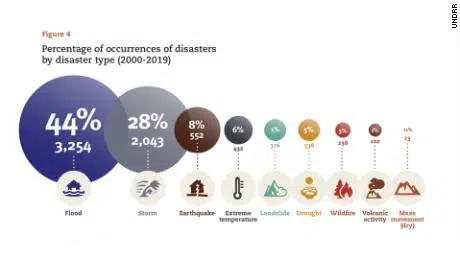 UNDRR
Figure 4
Percentage of occurrences of disasters
by disaster type (2000-2019)
44%
3,254
28%
2,043
8%
552
6%
432
5%
376
5%
338
3%
238
1%
102
13
Flood
Storm
Earthquake
Extreme
temperature
Landslide
Drought
Wildfire
Volcanic
activity
Mass
movement
(dry)